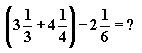 (3 1/3 + 4 1/4) − 2 1/6 = ?